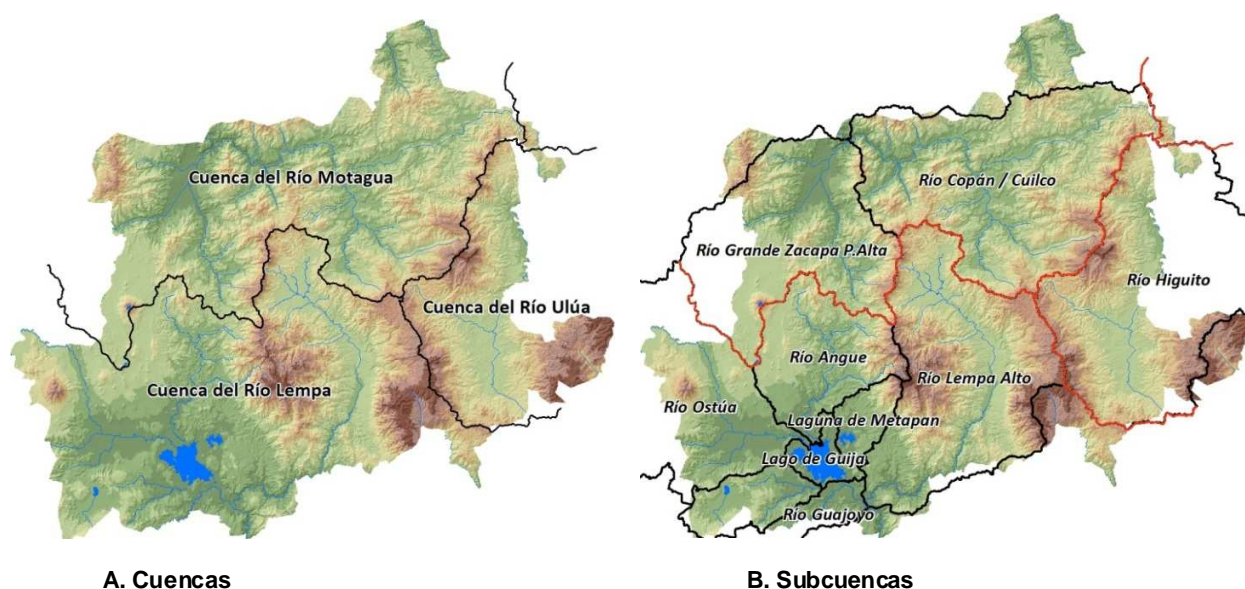 Cuenca del Río Motagua
Cuenca del Río Ulúa
Cuenca del Río Lempa
Río Copán / Cuilco
Río Grande Zacapa P.Alta
Río Higuito
Río Angue
Río Lempa Alto
Río Ostúa
Laguna de Metapan
Lago de Guija
Río Guajoyo
A. Cuencas
B. Subcuencas